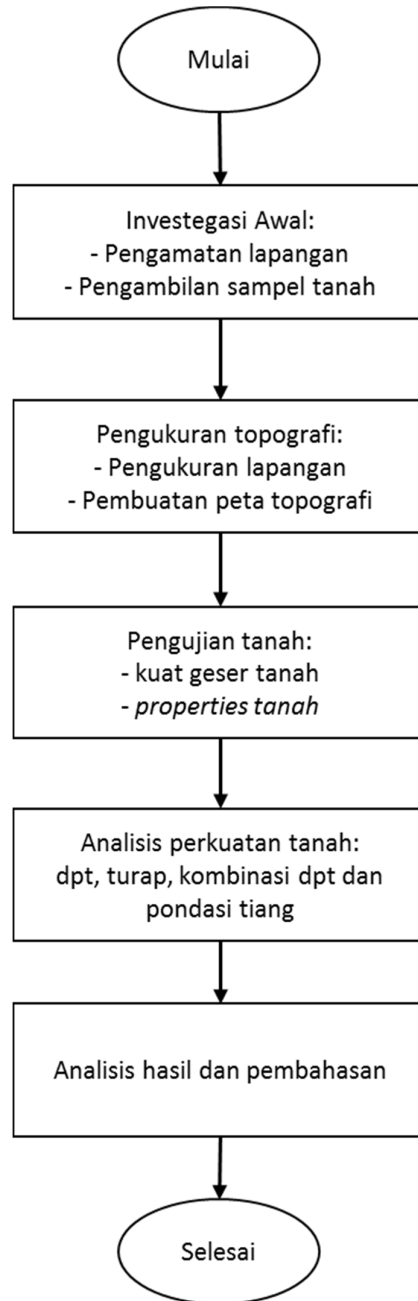 Mulai
Investegasi Awal:
- Pengamatan lapangan
- Pengambilan sampel tanah
Pengukuran topografi:
- Pengukuran lapangan
- Pembuatan peta topografi
Pengujian tanah:
- kuat geser tanah
- properties tanah
Analisis perkuatan tanah:
dpt, turap, kombinasi dpt dan
pondasi tiang
Analisis hasil dan pembahasan
Selesai